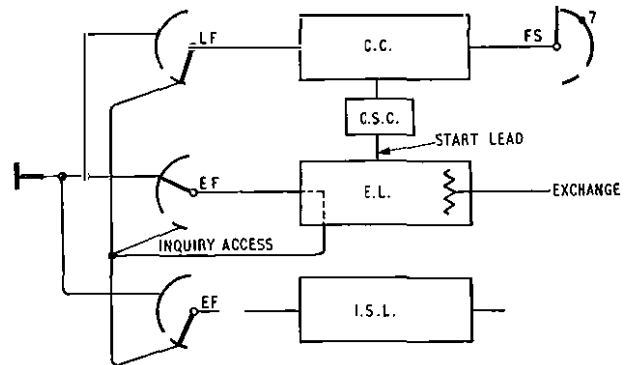 LF
C.C.
FS
7
C.S.C.
START LEAD
EF
E.L.
EXCHANGE
INQUIRY ACCESS
EF
I.S.L.